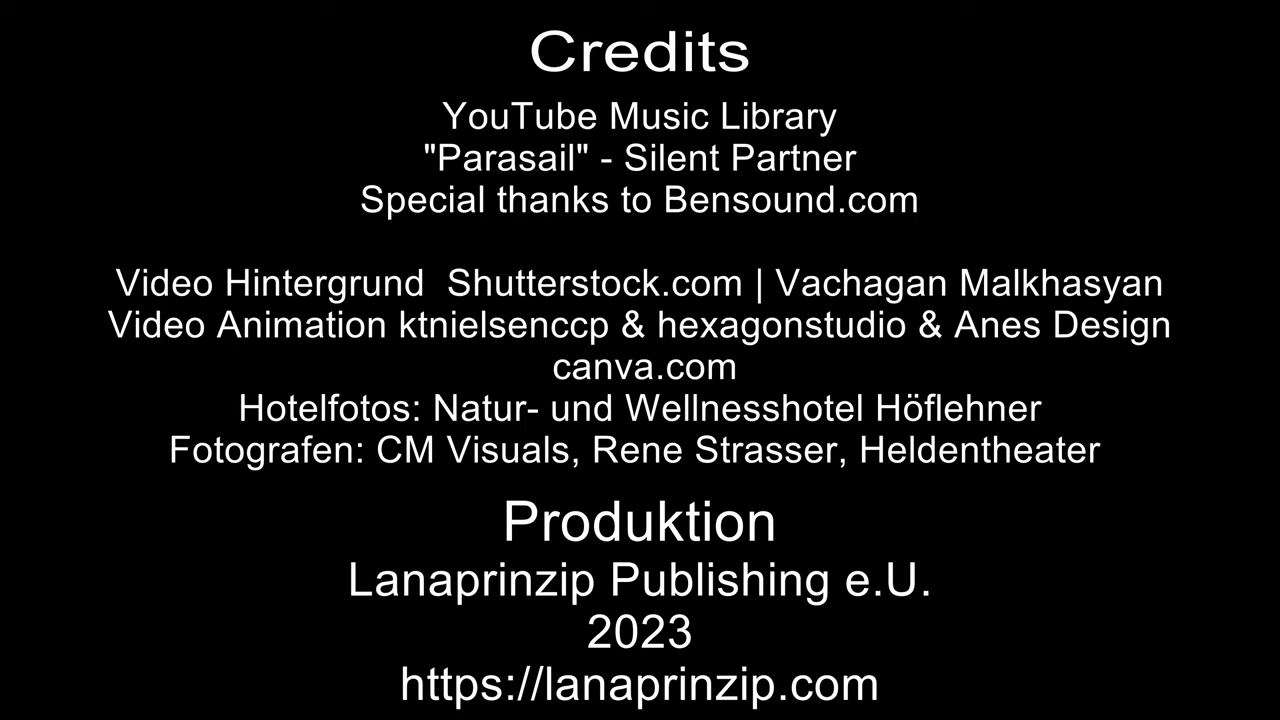 Credits
YouTube Music Library
"Parasail" - Silent Partner
Special thanks to Bensound.com
Video Hintergrund  Shutterstock.com | Vachagan Malkhasyan
Video Animation ktnielsenccp & hexagonstudio & Anes Design
canva.com
Hotelfotos: Natur- und Wellnesshotel Höflehner
Fotografen: CM Visuals, Rene Strasser, Heldentheater
Produktion
Lanaprinzip Publishing e.U.
2023
https://lanaprinzip.com